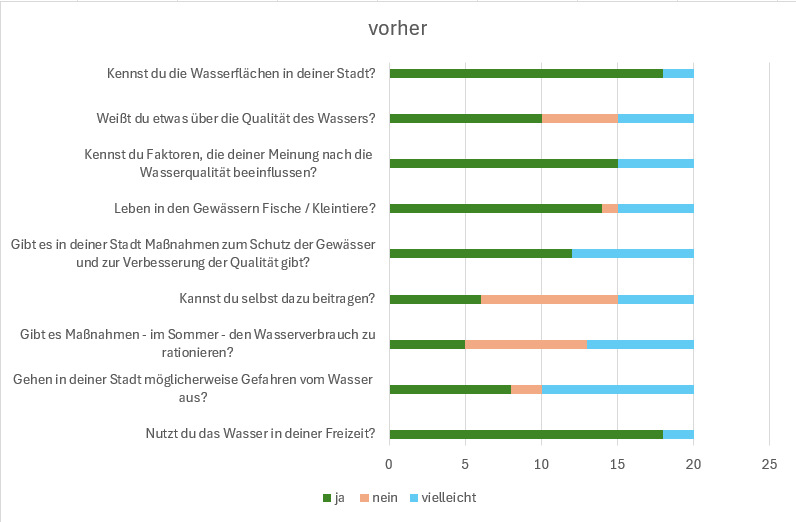 vorher
Kennst du die Wasserflächen in deiner Stadt?
Weißt du etwas über die Qualität des Wassers?
Kennst du Faktoren, die deiner Meinung nach die
Wasserqualität beeinflussen?
Leben in den Gewässern Fische / Kleintiere?
Gibt es in deiner Stadt Maßnahmen zum Schutz der Gewässer
und zur Verbesserung der Qualität gibt?
Kannst du selbst dazu beitragen?
Gibt es Maßnahmen - im Sommer - den Wasserverbrauch zu
rationieren?
Gehen in deiner Stadt möglicherweise Gefahren vom Wasser
aus?
Nutzt du das Wasser in deiner Freizeit?
0 5 10 15 20 25
ja nein vielleicht